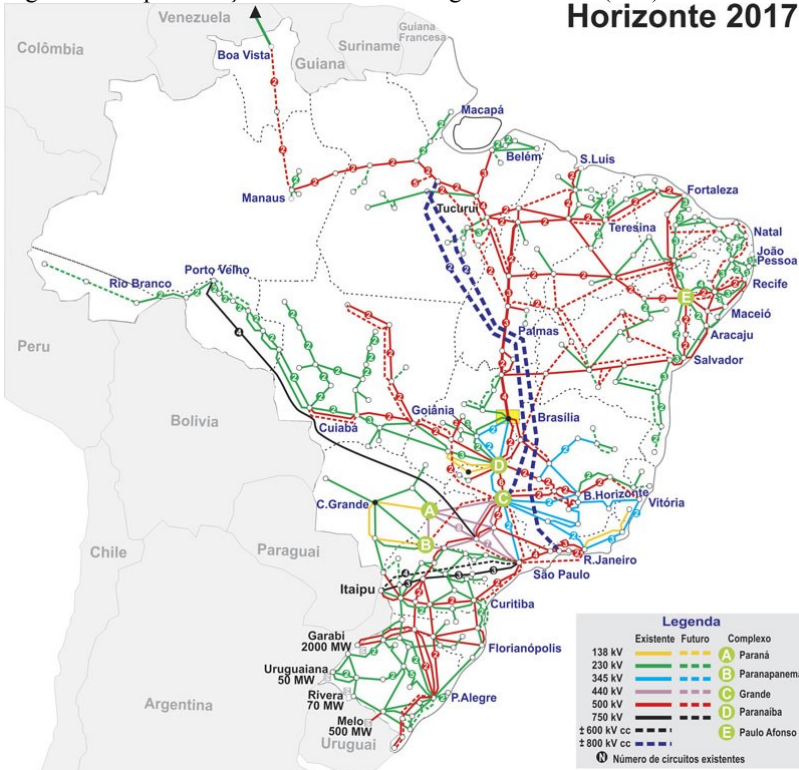 Horizonte 2017
Venezuela
Colômbia
Boa Vista
Guiana
Suriname
Guiana
Francesa
Macapá
Belém
S.Luis
Manaus
Tucuruí
Fortaleza
Teresina
Natal
João
Pessoa
Recife
Maceió
Aracaju
Salvador
Rio Branco
Porto Velho
Palmas
Peru
Bolivia
Cuiabá
Goiânia
Brasília
B.Horizonte
Vitória
C.Grande
A
B
C
D
E
R.Janeiro
São Paulo
Chile
Paraguai
Itaipu
Curitiba
Garabi
2000 MW
Florianópolis
Uruguaiana
50 MW
Rivera
70 MW
Melo
500 MW
P.Alegre
Argentina
Uruguai
Legenda
Existente Futuro Complexo
138 kV A Paraná
230 kV B Paranapanema
345 kV C Grande
440 kV D Paranaíba
500 kV E Paulo Afonso
750 kV
±600 kV cc
±800 kV cc
N Número de circuitos existentes